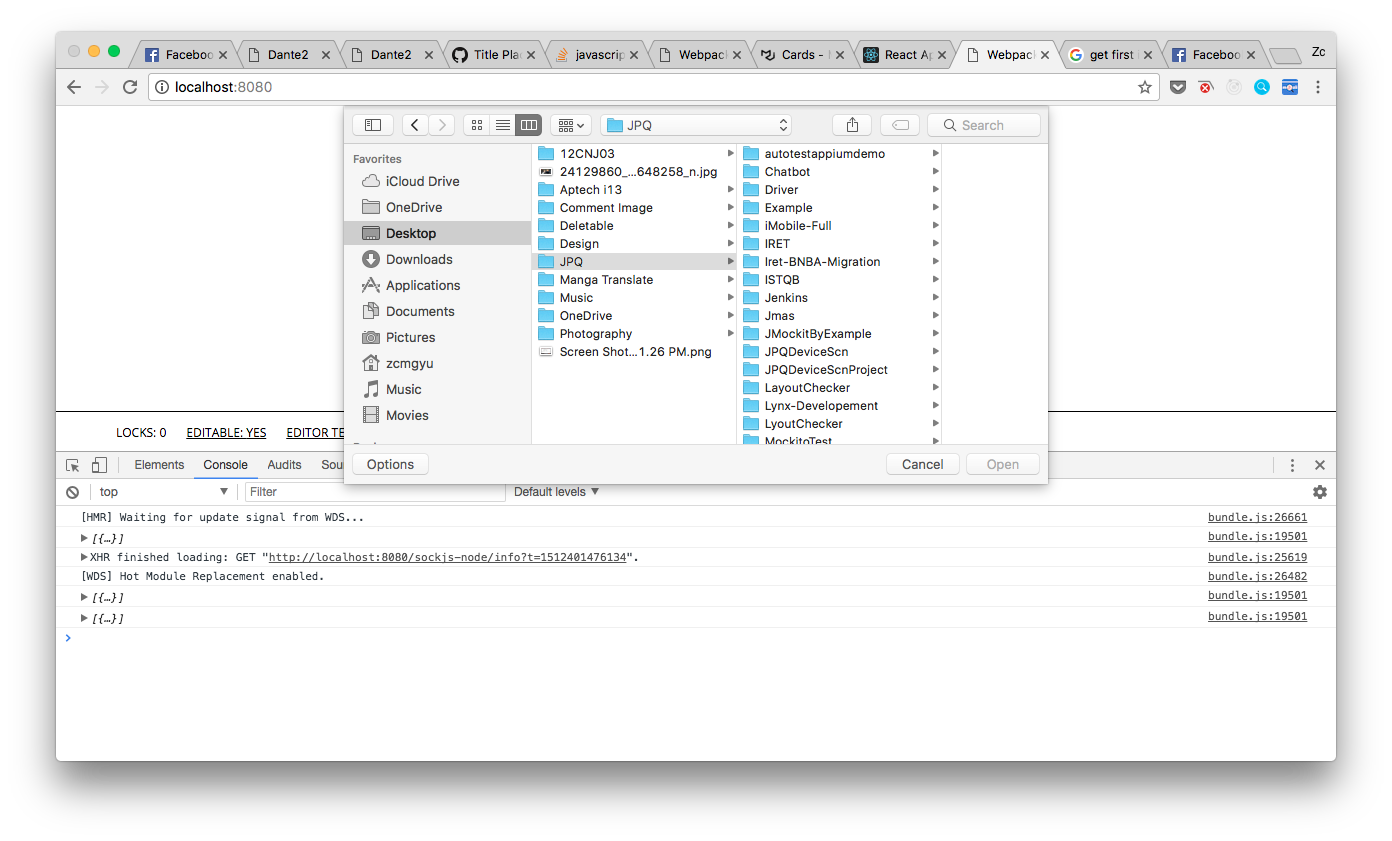 Faceboo
Dante2
Dante2
Title Pla
javascrip
Webpack
Cards -
React Ap
Webpack
get first
Faceboo
Zc
localhost:8080
JPQ
Search
Favorites
iCloud Drive
OneDrive
Desktop
Downloads
Applications
Documents
Pictures
zcmgyu
Music
Movies
12CNJ03
24129860_...648258_n.jpg
Aptech i13
Comment Image
Deletable
Design
JPQ
Manga Translate
Music
OneDrive
Photography
Screen Shot...1.26 PM.png
autotestappiumdemo
Chatbot
Driver
Example
iMobile-Full
IRET
Iret-BNBA-Migration
ISTQB
Jenkins
Jmas
JMockitByExample
JPQDeviceScn
JPQDeviceScnProject
LayoutChecker
Lynx-Developement
LyoutChecker
MockitoTest
Options
Cancel
Open
LOCKS: 0 EDITABLE: YES EDITOR TE
Elements Console Audits Sou
top Filter Default levels
[HMR] Waiting for update signal from WDS... bundle.js:26661
[{…}] bundle.js:19501
XHR finished loading: GET "http://localhost:8080/sockjs-node/info?t=1512401476134". bundle.js:25619
[WDS] Hot Module Replacement enabled. bundle.js:26482
[{…}] bundle.js:19501
[{…}] bundle.js:19501